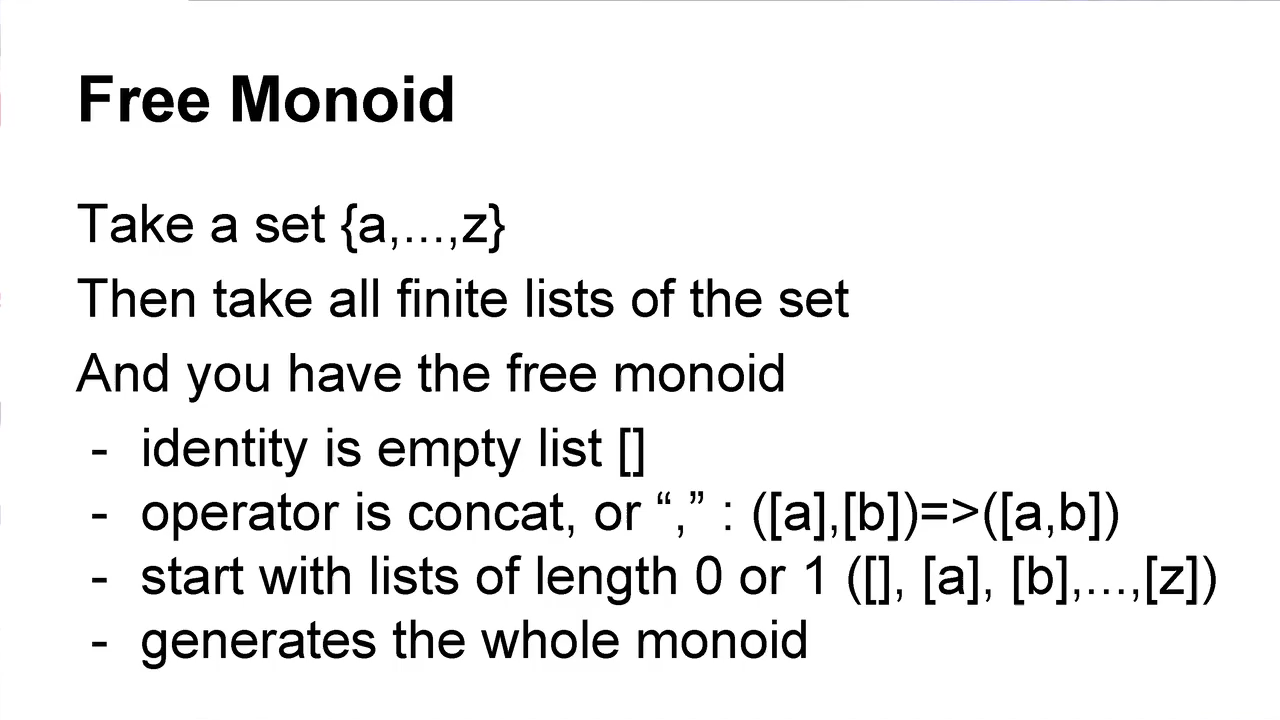 Free Monoid
Take a set {a,...,z}
Then take all finite lists of the set
And you have the free monoid
- identity is empty list []
- operator is concat, or “,” : ([a],[b])=>([a,b])
- start with lists of length 0 or 1 ([], [a], [b],...,[z])
- generates the whole monoid